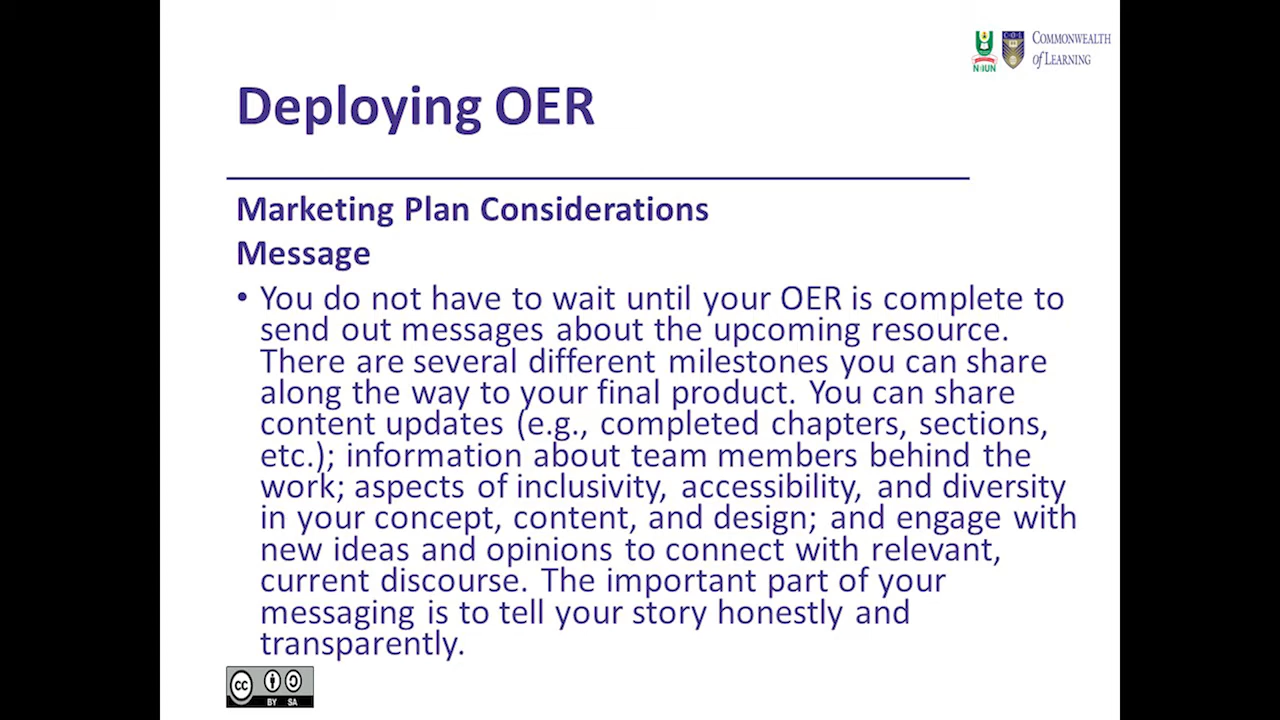 COMMONWEALTH
of LEARNING
NOUN
COL
Deploying OER
Marketing Plan Considerations
Message
• You do not have to wait until your OER is complete to
send out messages about the upcoming resource.
There are several different milestones you can share
along the way to your final product. You can share
content updates (e.g., completed chapters, sections,
etc.); information about team members behind the
work; aspects of inclusivity, accessibility, and diversity
in your concept, content, and design; and engage with
new ideas and opinions to connect with relevant,
current discourse. The important part of your
messaging is to tell your story honestly and
transparently.
cc
BY SA